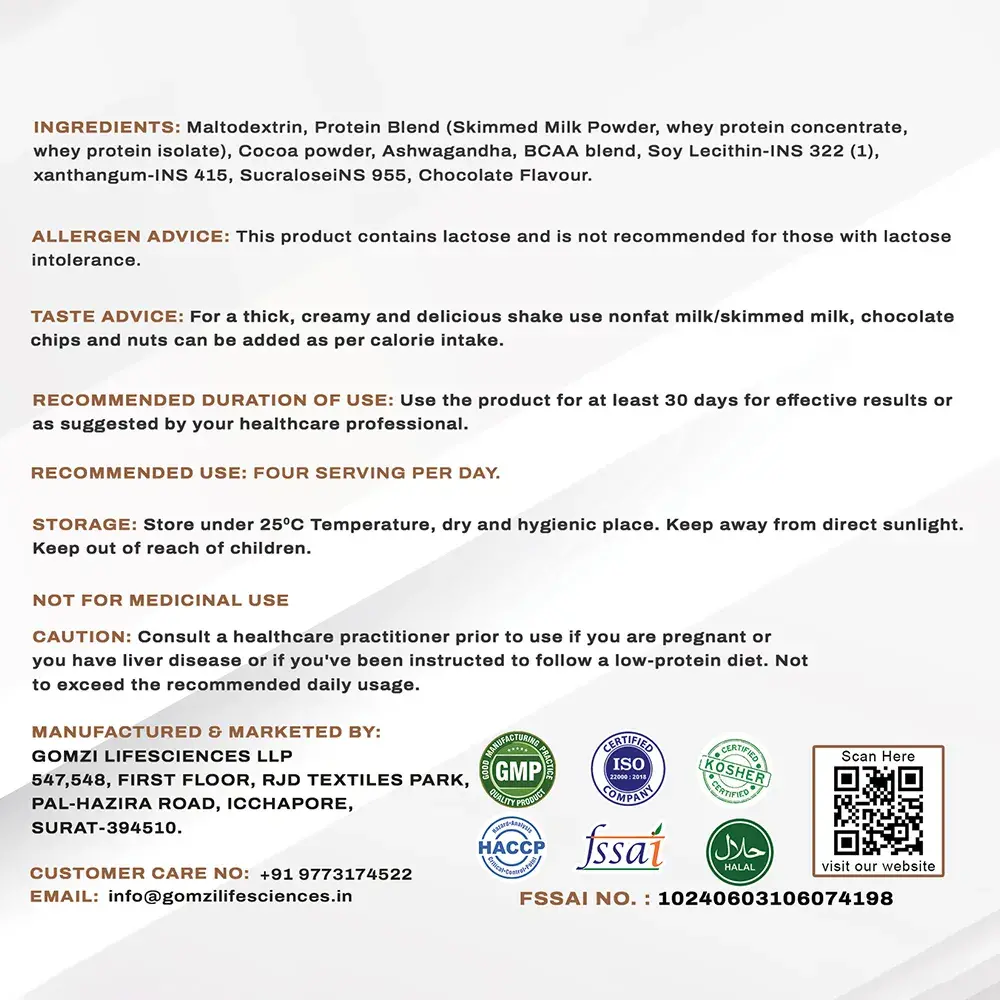 INGREDIENTS: Maltodextrin, Protein Blend (Skimmed Milk Powder, whey protein concentrate,
whey protein isolate), Cocoa powder, Ashwagandha, BCAA blend, Soy Lecithin-INS 322 (1),
xanthangum-INS 415, SucraloseiNS 955, Chocolate Flavour.
ALLERGEN ADVICE: This product contains lactose and is not recommended for those with lactose
intolerance.
TASTE ADVICE: For a thick, creamy and delicious shake use nonfat milk/skimmed milk, chocolate
chips and nuts can be added as per calorie intake.
RECOMMENDED DURATION OF USE: Use the product for at least 30 days for effective results or
as suggested by your healthcare professional.
RECOMMENDED USE: FOUR SERVING PER DAY.
STORAGE: Store under 25⁰C Temperature, dry and hygienic place. Keep away from direct sunlight.
Keep out of reach of children.
NOT FOR MEDICINAL USE
CAUTION: Consult a healthcare practitioner prior to use if you are pregnant or
you have liver disease or if you've been instructed to follow a low-protein diet. Not
to exceed the recommended daily usage.
MANUFACTURED & MARKETED BY:
GOMZI LIFESCIENCES LLP
547,548, FIRST FLOOR, RJD TEXTILES PARK,
PAL-HAZIRA ROAD, ICCHAPORE,
SURAT-394510.
CUSTOMER CARE NO: +91 9773174522
EMAIL: info@gomzilifesciences.in
GOOD MANUFACTURING PRACTICE
GMP
QUALITY PRODUCT
CERTIFIED
ISO
22000 : 2018
COMPANY
CERTIFIED
KOSHER
CERTIFIED
Hazard-Analysis
HACCP
Critical-Control-Point
fssai
حلال
HALAL
FSSAI NO. : 10240603106074198
Scan Here
visit our website